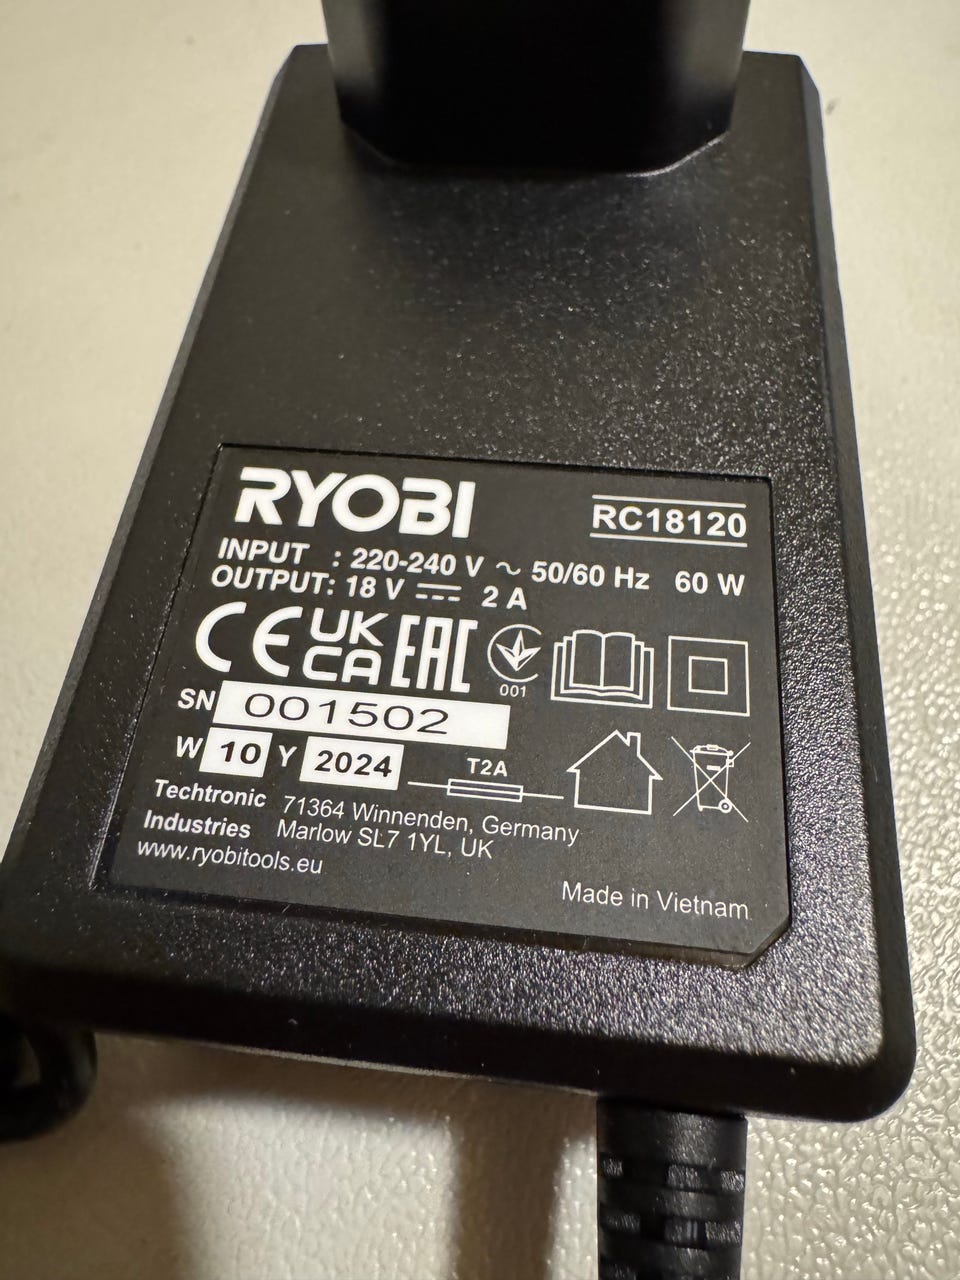 RYOBI
RC18120
INPUT : 220-240 V ~ 50/60 Hz 60 W
OUTPUT: 18 V ⎓ 2 A
CE UK CA EAC
001
SN 001502
W 10 Y 2024
T2A
Techtronic Industries
71364 Winnenden, Germany
Marlow SL7 1YL, UK
www.ryobitools.eu
Made in Vietnam